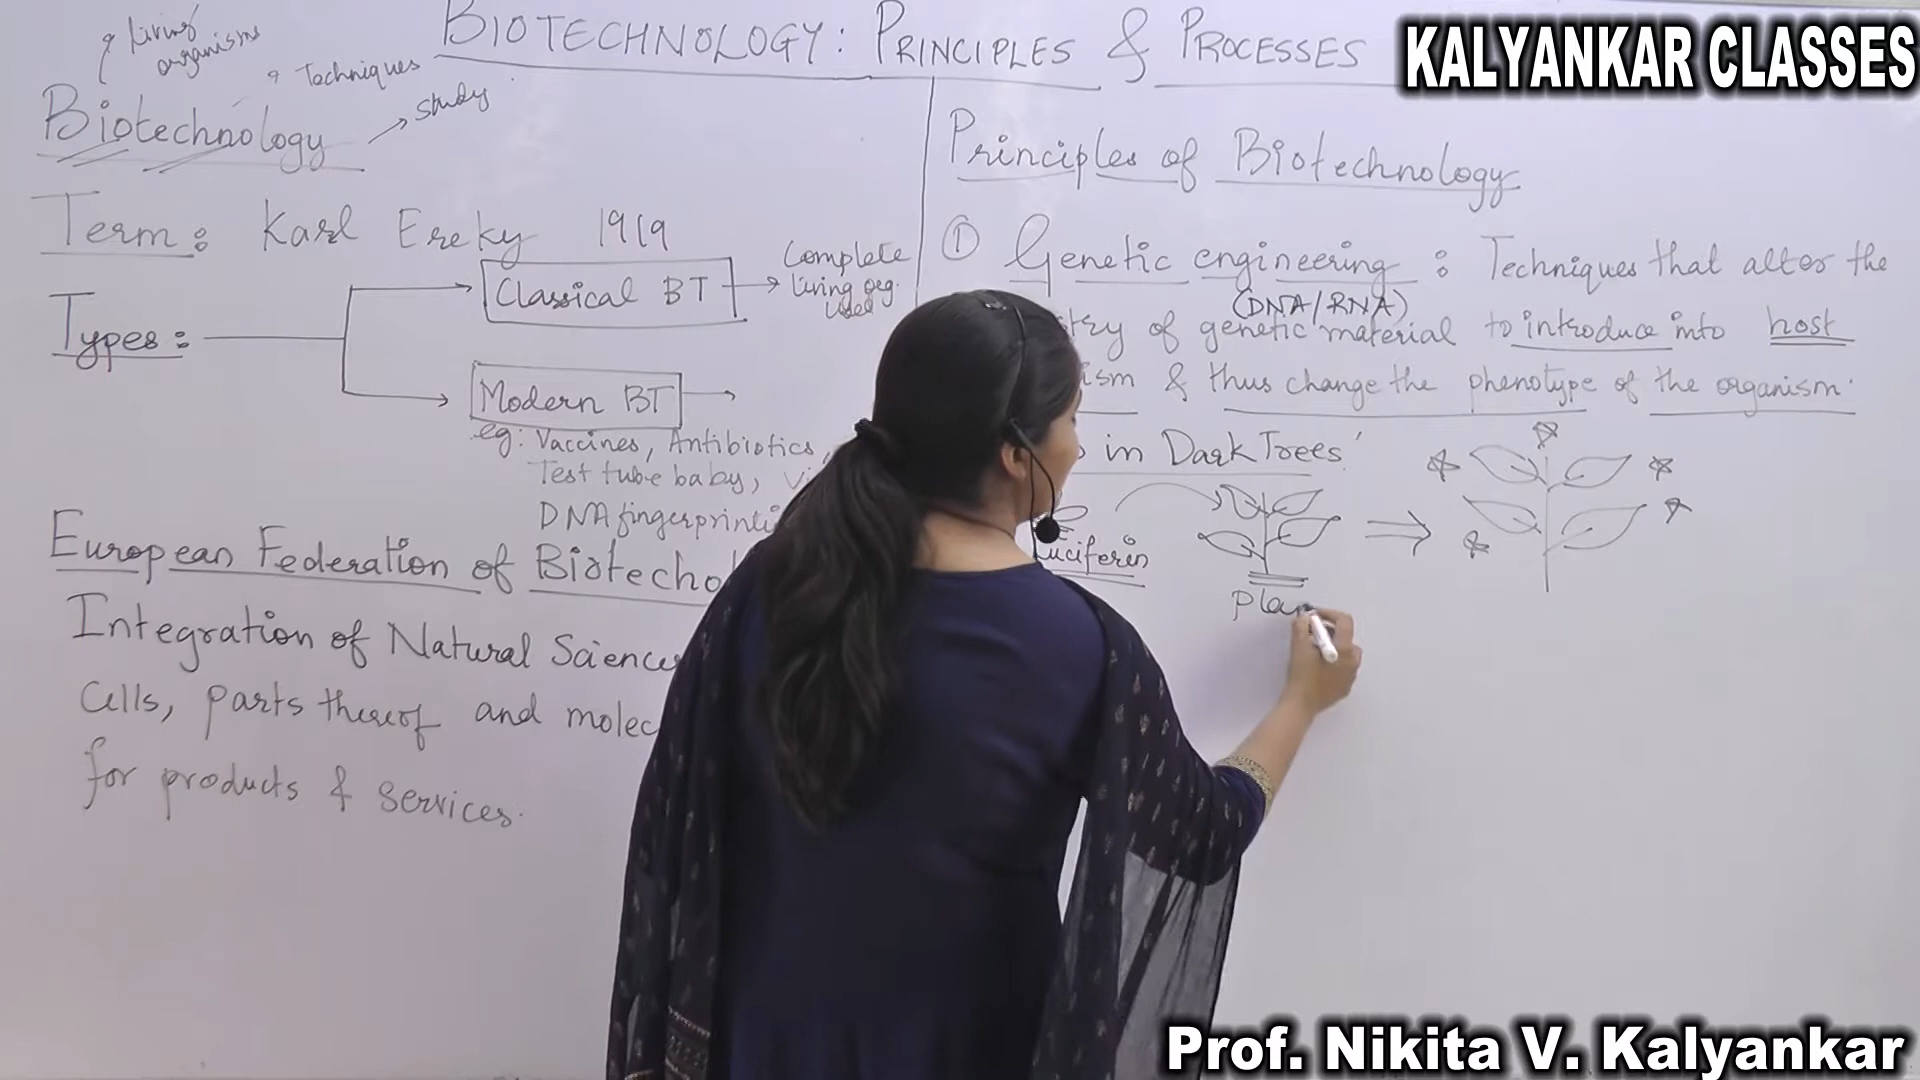 BIOTECHNOLOGY: PRINCIPLES & PROCESSES
KALYANKAR CLASSES
Living
organisms
Techniques
Study
Biotechnology
Term: Karl Ereky 1919
Types:
Classical BT
Complete
living org.
used
Modern BT
eg: Vaccines, Antibiotics,
Test tube baby,
DNA fingerprinti
European Federation of Biotechno
Integration of Natural Science
Cells, parts thereof and molec
for products & services.
Principles of Biotechnology
① Genetic engineering : Techniques that alter the
(DNA/RNA)
stry of genetic material to introduce into host
ism & thus change the phenotype of the organism.
in Dark Trees'
Luciferin
Plan
Prof. Nikita V. Kalyankar